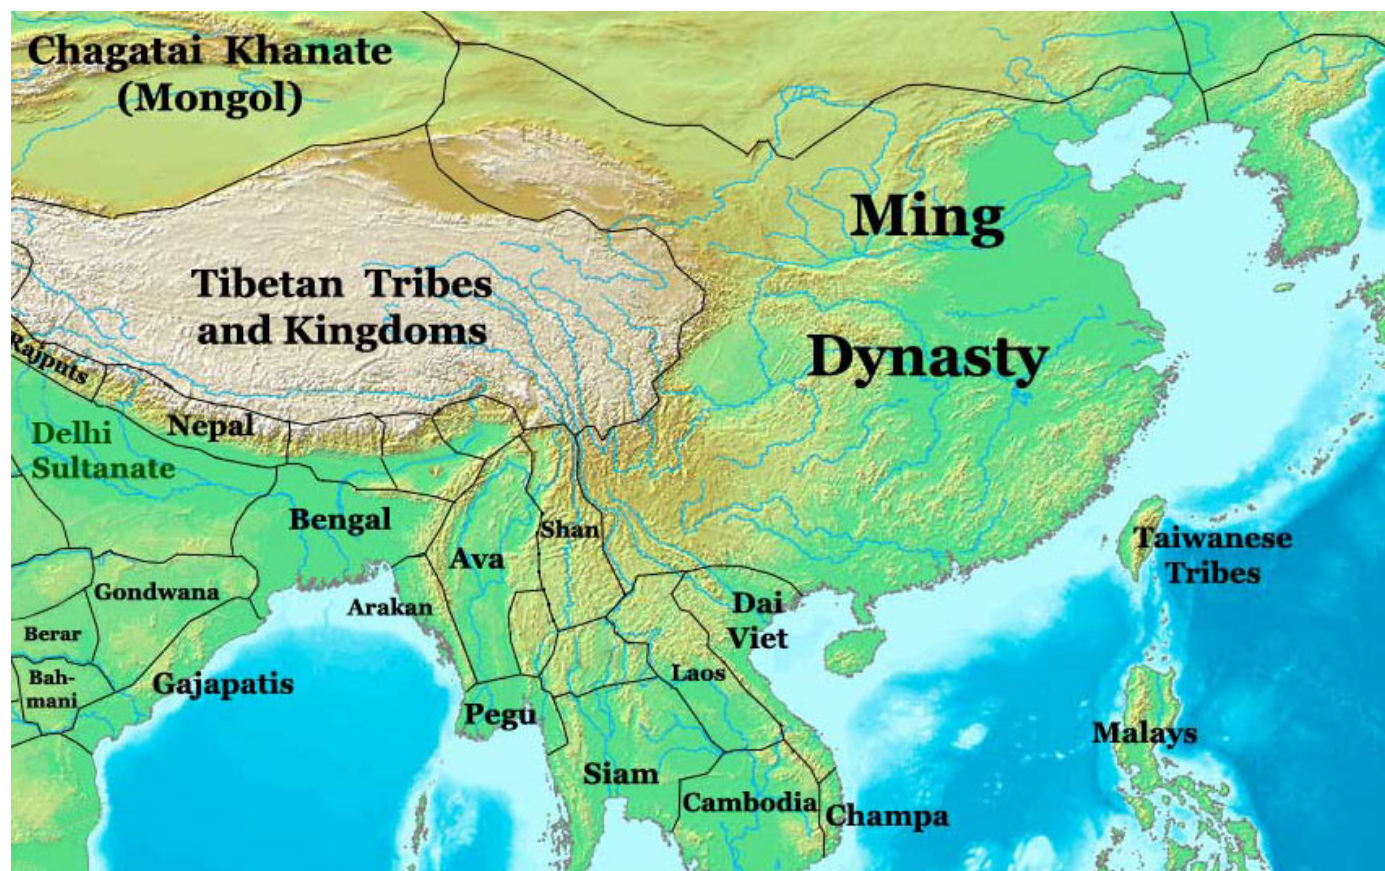 Chagatai Khanate
(Mongol)
Ming
Dynasty
Tibetan Tribes
and Kingdoms
Rajputs
Nepal
Delhi
Sultanate
Bengal
Shan
Ava
Taiwanese
Tribes
Gondwana
Arakan
Dai
Viet
Berar
Bah-
mani
Gajapatis
Laos
Pegu
Malays
Siam
Cambodia
Champa